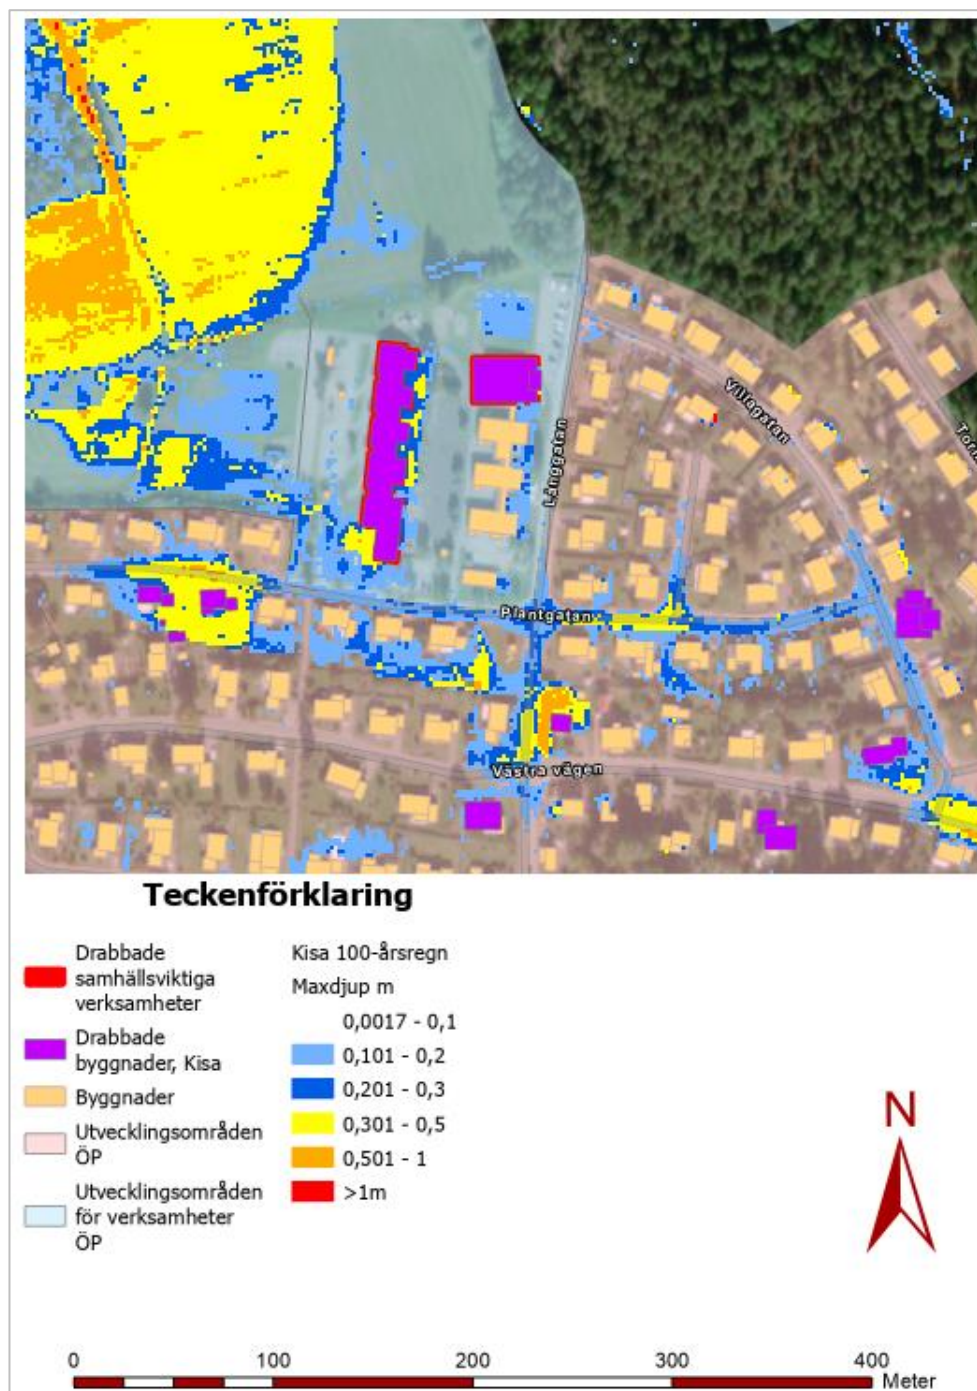 Villagatan
Långgatan
Plantgatan
Västra vägen
Teckenförklaring
Drabbade
samhällsviktiga
verksamheter
Drabbade
byggnader, Kisa
Byggnader
Utvecklingsområden
ÖP
Utvecklingsområden
för verksamheter
ÖP
Kisa 100-årsregn
Maxdjup m
0,0017 - 0,1
0,101 - 0,2
0,201 - 0,3
0,301 - 0,5
0,501 - 1
>1m
N
0 100 200 300 400
Meter